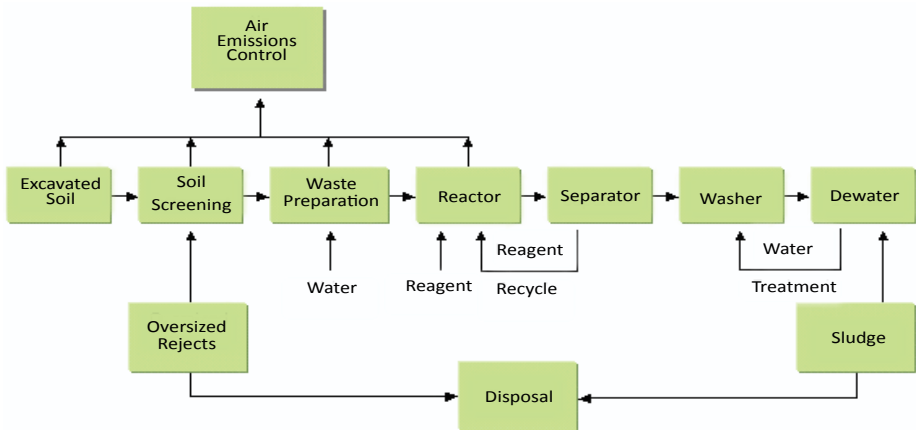 Air
Emissions
Control
Excavated
Soil
Soil
Screening
Waste
Preparation
Reactor
Separator
Washer
Dewater
Water
Reagent
Reagent
Recycle
Water
Treatment
Oversized
Rejects
Sludge
Disposal